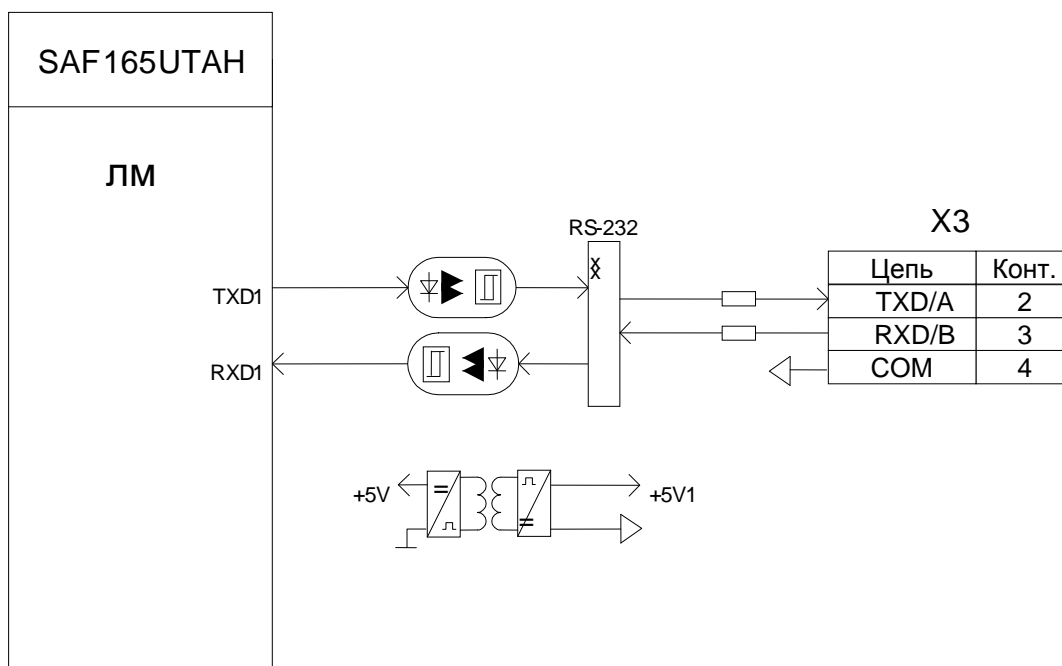 SAF165UTAH
ЛМ
RS-232
X3
Цепь Конт.
TXD1
TXD/A 2
RXD/B 3
RXD1
COM 4
+5V
+5V1